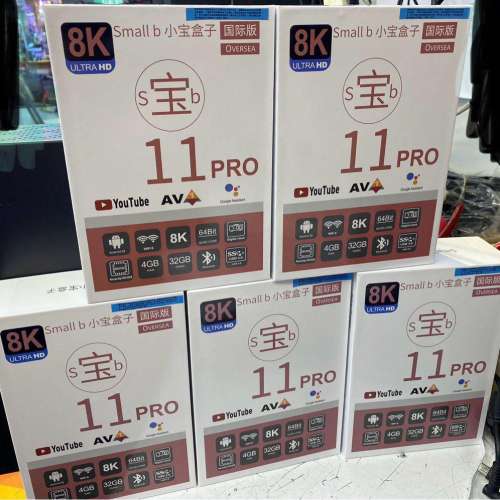 8K
ULTRA HD
Small b 小宝盒子 国际版
OVERSEA
S 宝 b
11 PRO
YouTube
AV
Google Assistant
8K
64Bit
4GB
32GB
8K
ULTRA HD
Small b 小宝盒子 国际版
OVERSEA
S 宝 b
11 PRO
YouTube
AV
Google Assistant
8K
64Bit
4GB
32GB
8K
ULTRA HD
Small b 小宝盒子 国际版
OVERSEA
S 宝 b
11 PRO
YouTube
AV
8K
64Bit
4GB
32GB
8K
ULTRA HD
Small b 小宝盒子 国际版
OVERSEA
S 宝 b
11 PRO
YouTube
AV
8K
64Bit
4GB
32GB
8K
ULTRA HD
Small b 小宝盒子 国际版
OVERSEA
S 宝 b
11 PRO
YouTube
AV
8K
64Bit
4GB
32GB